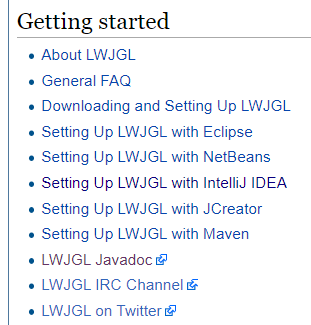 Getting started
About LWJGL
General FAQ
Downloading and Setting Up LWJGL
Setting Up LWJGL with Eclipse
Setting Up LWJGL with NetBeans
Setting Up LWJGL with IntelliJ IDEA
Setting Up LWJGL with JCreator
Setting Up LWJGL with Maven
LWJGL Javadoc
LWJGL IRC Channel
LWJGL on Twitter